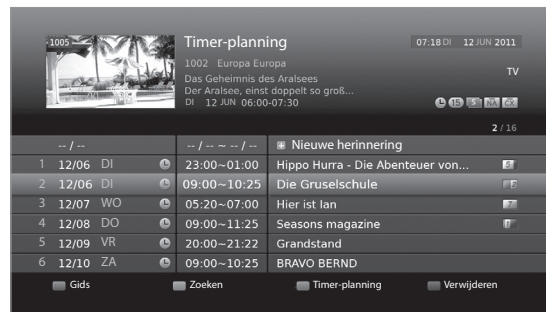 1005
Timer-planning
07:18 DI 12 JUN 2011
1002 Europa Europa
TV
Das Geheimnis des Aralsees
Der Aralsee, einst doppelt so groß...
DI 12 JUN 06:00-07:30
15 S NA CX
2 / 16
-- / -- -- / -- ~ -- / -- Nieuwe herinnering
1 12/06 DI 23:00~01:00 Hippo Hurra - Die Abenteuer von...
2 12/06 DI 09:00~10:25 Die Gruselschule
3 12/07 WO 05:20~07:00 Hier ist Ian 7
4 12/08 DO 09:00~11:25 Seasons magazine
5 12/09 VR 20:00~21:22 Grandstand
6 12/10 ZA 09:00~10:25 BRAVO BERND
Gids Zoeken Timer-planning Verwijderen